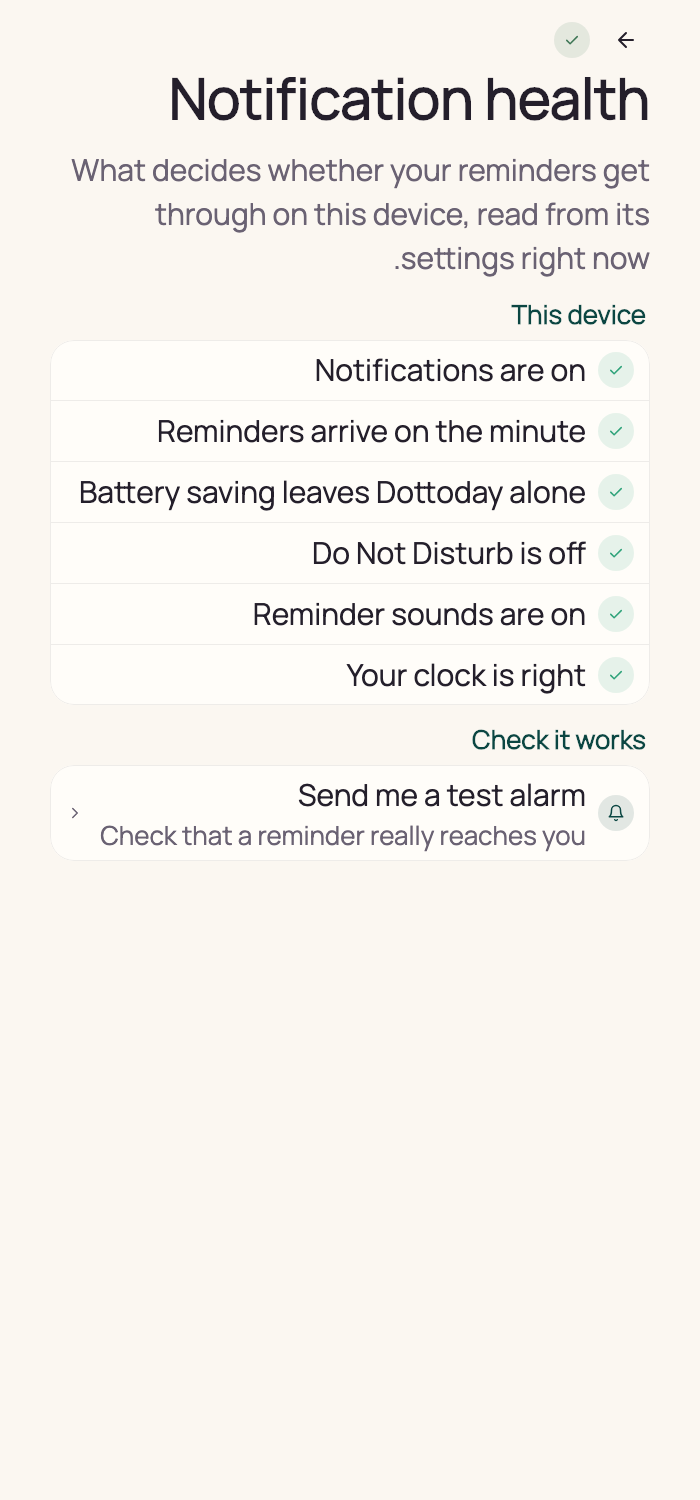 Notification health
What decides whether your reminders get
through on this device, read from its
.settings right now
This device
Notifications are on
Reminders arrive on the minute
Battery saving leaves Dottoday alone
Do Not Disturb is off
Reminder sounds are on
Your clock is right
Check it works
Send me a test alarm
Check that a reminder really reaches you